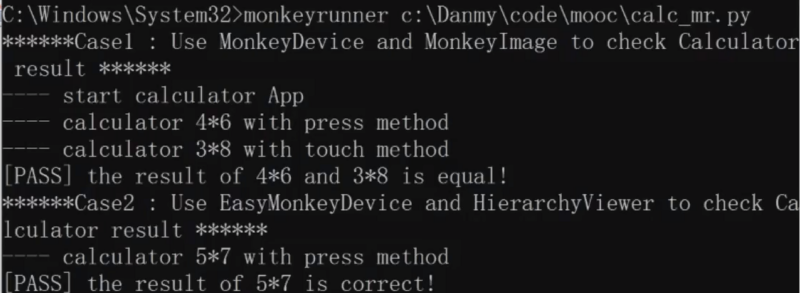 C:\Windows\System32>monkeyrunner c:\Danmy\code\mooc\calc_mr.py
******Case1 : Use MonkeyDevice and MonkeyImage to check Calculator
 result ******
---- start calculator App
---- calculator 4*6 with press method
---- calculator 3*8 with touch method
[PASS] the result of 4*6 and 3*8 is equal!
******Case2 : Use EasyMonkeyDevice and HierarchyViewer to check Ca
lculator result ******
---- calculator 5*7 with press method
[PASS] the result of 5*7 is correct!